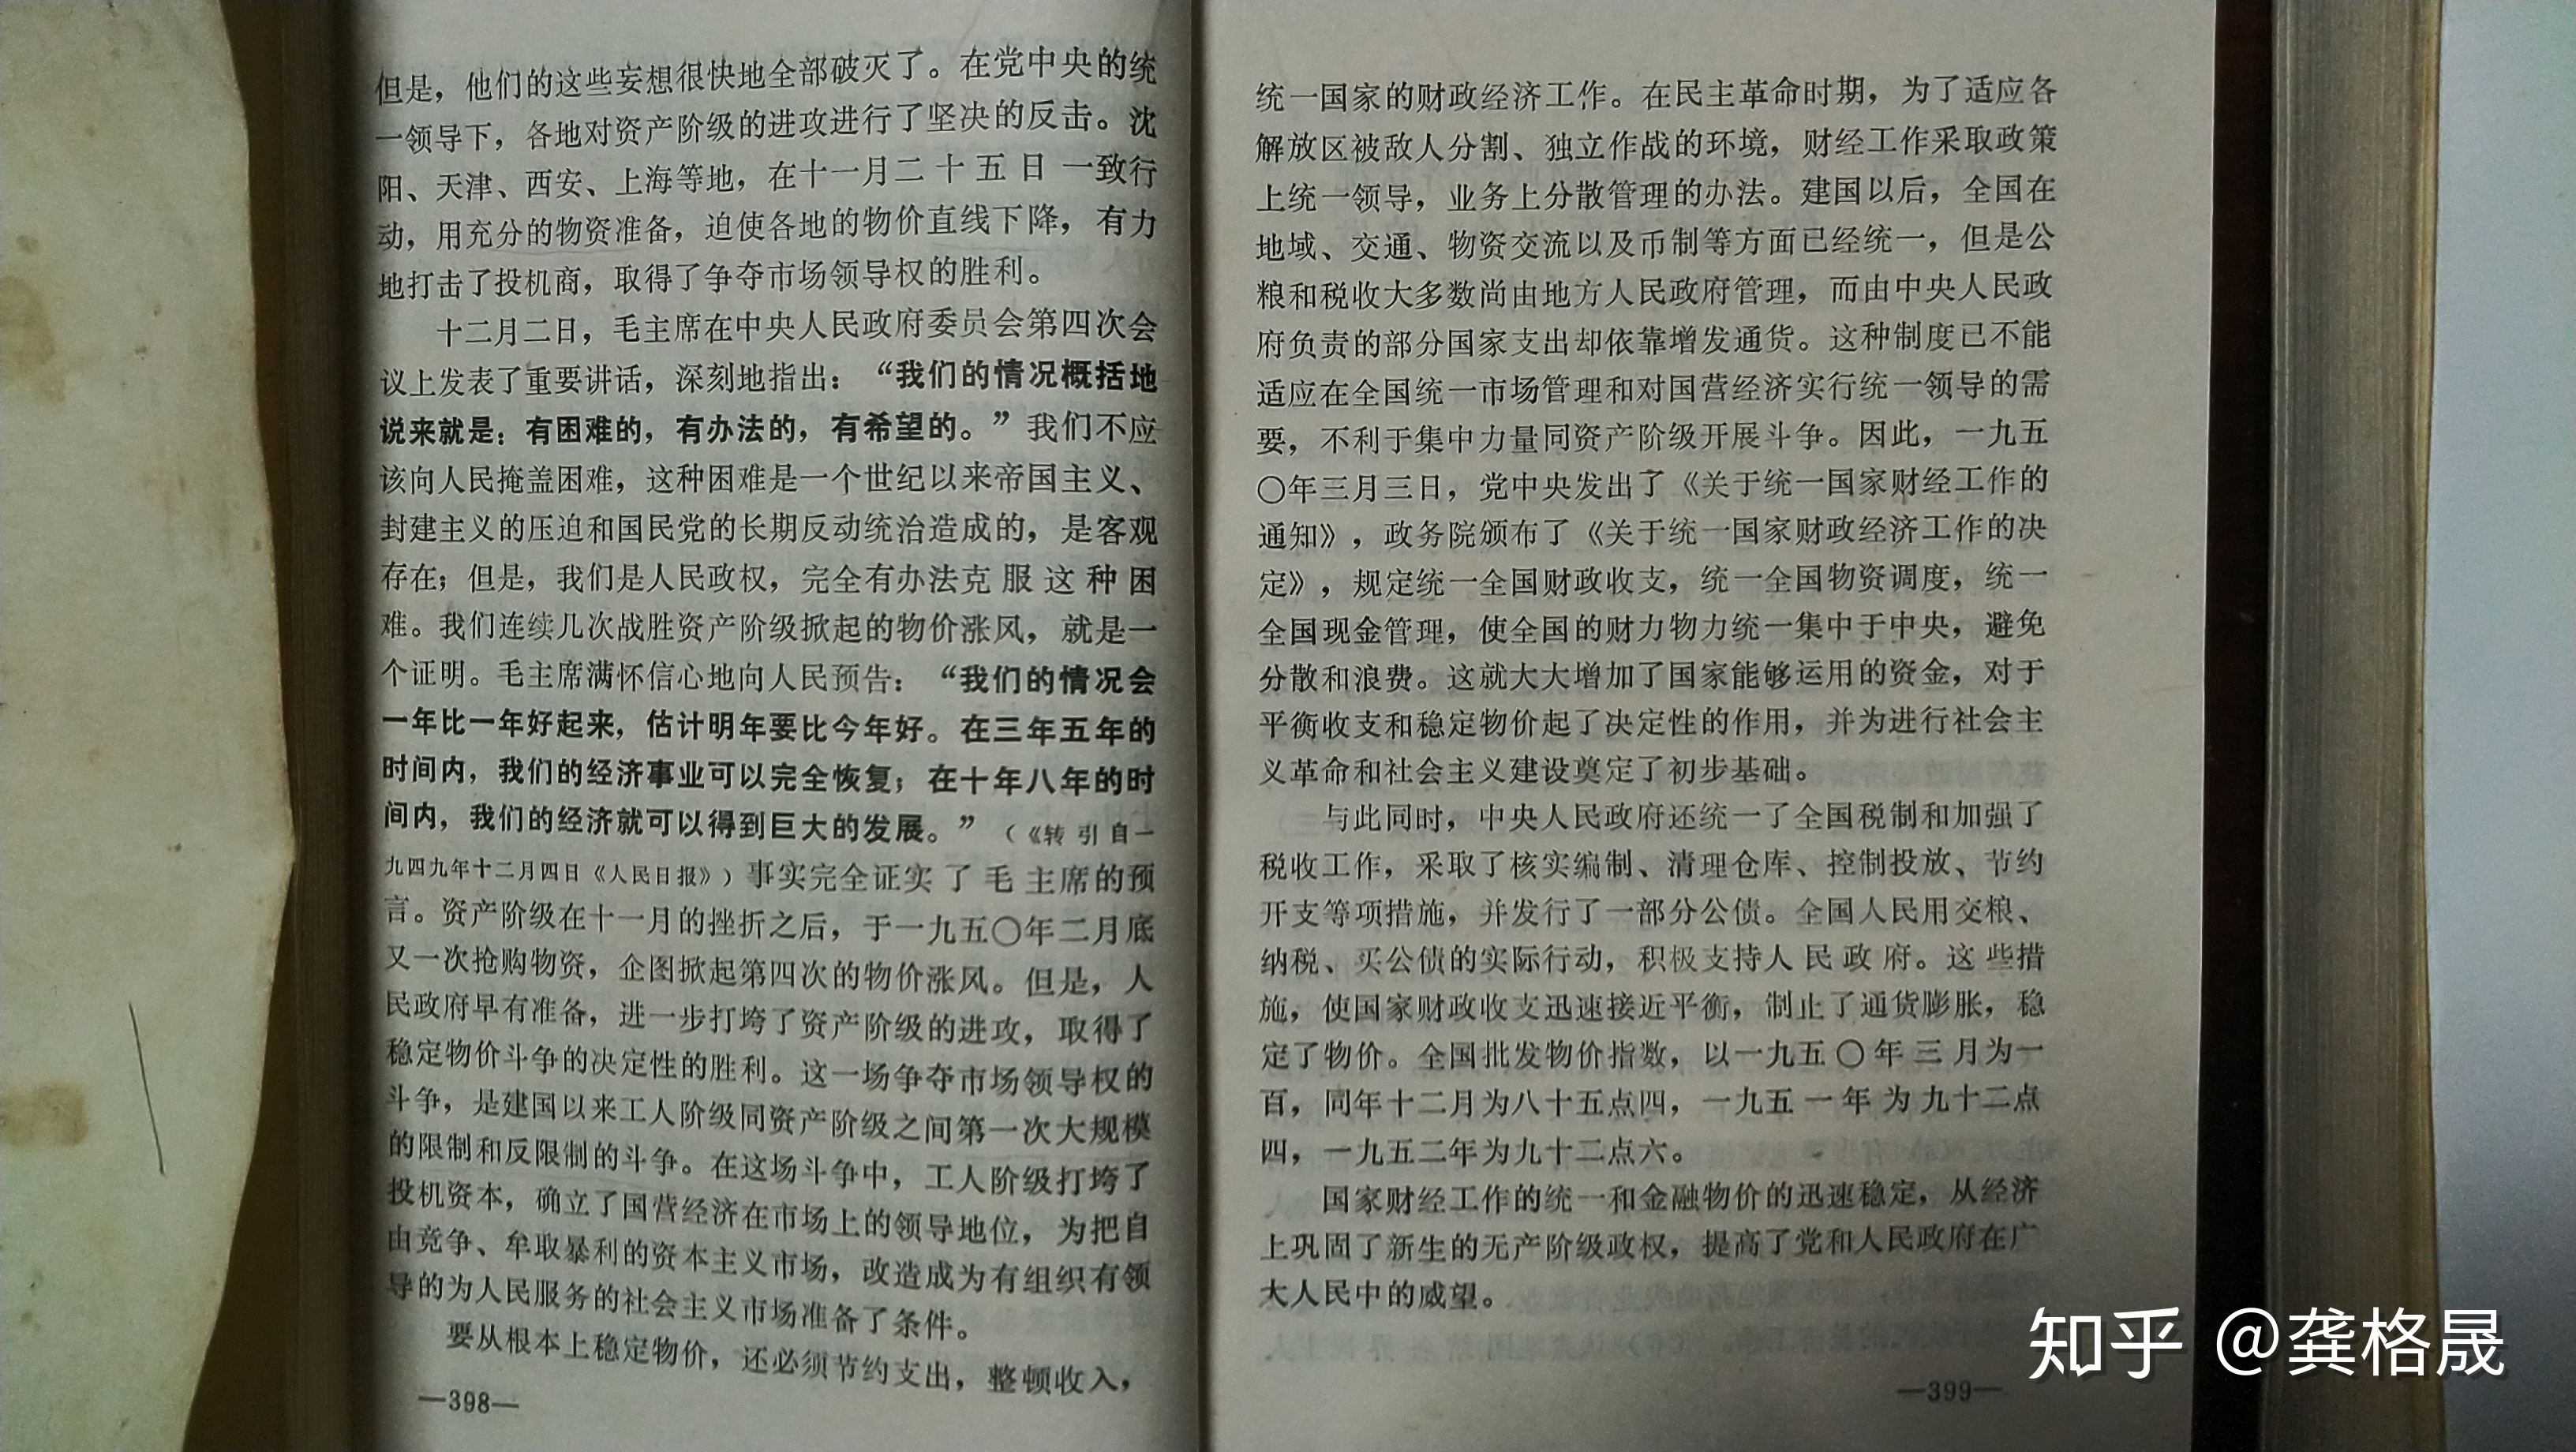 但是，他们的这些妄想很快地全部破灭了。在党中央的统
一领导下，各地对资产阶级的进攻进行了坚决的反击。沈
阳、天津、西安、上海等地，在十一月二十五日一致行
动，用充分的物资准备，迫使各地的物价直线下降，有力
地打击了投机商，取得了争夺市场领导权的胜利。
十二月二日，毛主席在中央人民政府委员会第四次会
议上发表了重要讲话，深刻地指出：“我们的情况概括地
说来就是：有困难的，有办法的，有希望的。”我们不应
该向人民掩盖困难，这种困难是一个世纪以来帝国主义、
封建主义的压迫和国民党的长期反动统治造成的，是客观
存在；但是，我们是人民政权，完全有办法克服这种困
难。我们连续几次战胜资产阶级掀起的物价涨风，就是一
个证明。毛主席满怀信心地向人民预告：“我们的情况会
一年比一年好起来，估计明年要比今年好。在三年五年的
时间内，我们的经济事业可以完全恢复；在十年八年的时
间内，我们的经济就可以得到巨大的发展。”（《转引自一
九四九年十二月四日《人民日报》）事实完全证实了毛主席的预
言。资产阶级在十一月的挫折之后，于一九五〇年二月底
又一次抢购物资，企图掀起第四次的物价涨风。但是，人
民政府早有准备，进一步打垮了资产阶级的进攻，取得了
稳定物价斗争的决定性的胜利。这一场争夺市场领导权的
斗争，是建国以来工人阶级同资产阶级之间第一次大规模
的限制和反限制的斗争。在这场斗争中，工人阶级打垮了
投机资本，确立了国营经济在市场上的领导地位，为把自
由竞争、牟取暴利的资本主义市场，改造成为有组织有领
导的为人民服务的社会主义市场准备了条件。
要从根本上稳定物价，还必须节约支出，整顿收入，
—398—
统一国家的财政经济工作。在民主革命时期，为了适应各
解放区被敌人分割、独立作战的环境，财经工作采取政策
上统一领导，业务上分散管理的办法。建国以后，全国在
地域、交通、物资交流以及币制等方面已经统一，但是公
粮和税收大多数尚由地方人民政府管理，而由中央人民政
府负责的部分国家支出却依靠增发通货。这种制度已不能
适应在全国统一市场管理和对国营经济实行统一领导的需
要，不利于集中力量同资产阶级开展斗争。因此，一九五
〇年三月三日，党中央发出了《关于统一国家财经工作的
通知》，政务院颁布了《关于统一国家财政经济工作的决
定》，规定统一全国财政收支，统一全国物资调度，统一
全国现金管理，使全国的财力物力统一集中于中央，避免
分散和浪费。这就大大增加了国家能够运用的资金，对于
平衡收支和稳定物价起了决定性的作用，并为进行社会主
义革命和社会主义建设奠定了初步基础。
与此同时，中央人民政府还统一了全国税制和加强了
税收工作，采取了核实编制、清理仓库、控制投放、节约
开支等项措施，并发行了一部分公债。全国人民用交粮、
纳税、买公债的实际行动，积极支持人民政府。这些措
施，使国家财政收支迅速接近平衡，制止了通货膨胀，稳
定了物价。全国批发物价指数，以一九五〇年三月为一
百，同年十二月为八十五点四，一九五一年为九十二点
四，一九五二年为九十二点六。
国家财经工作的统一和金融物价的迅速稳定，从经济
上巩固了新生的无产阶级政权，提高了党和人民政府在广
大人民中的威望。
—399—
知乎 @龚格晟